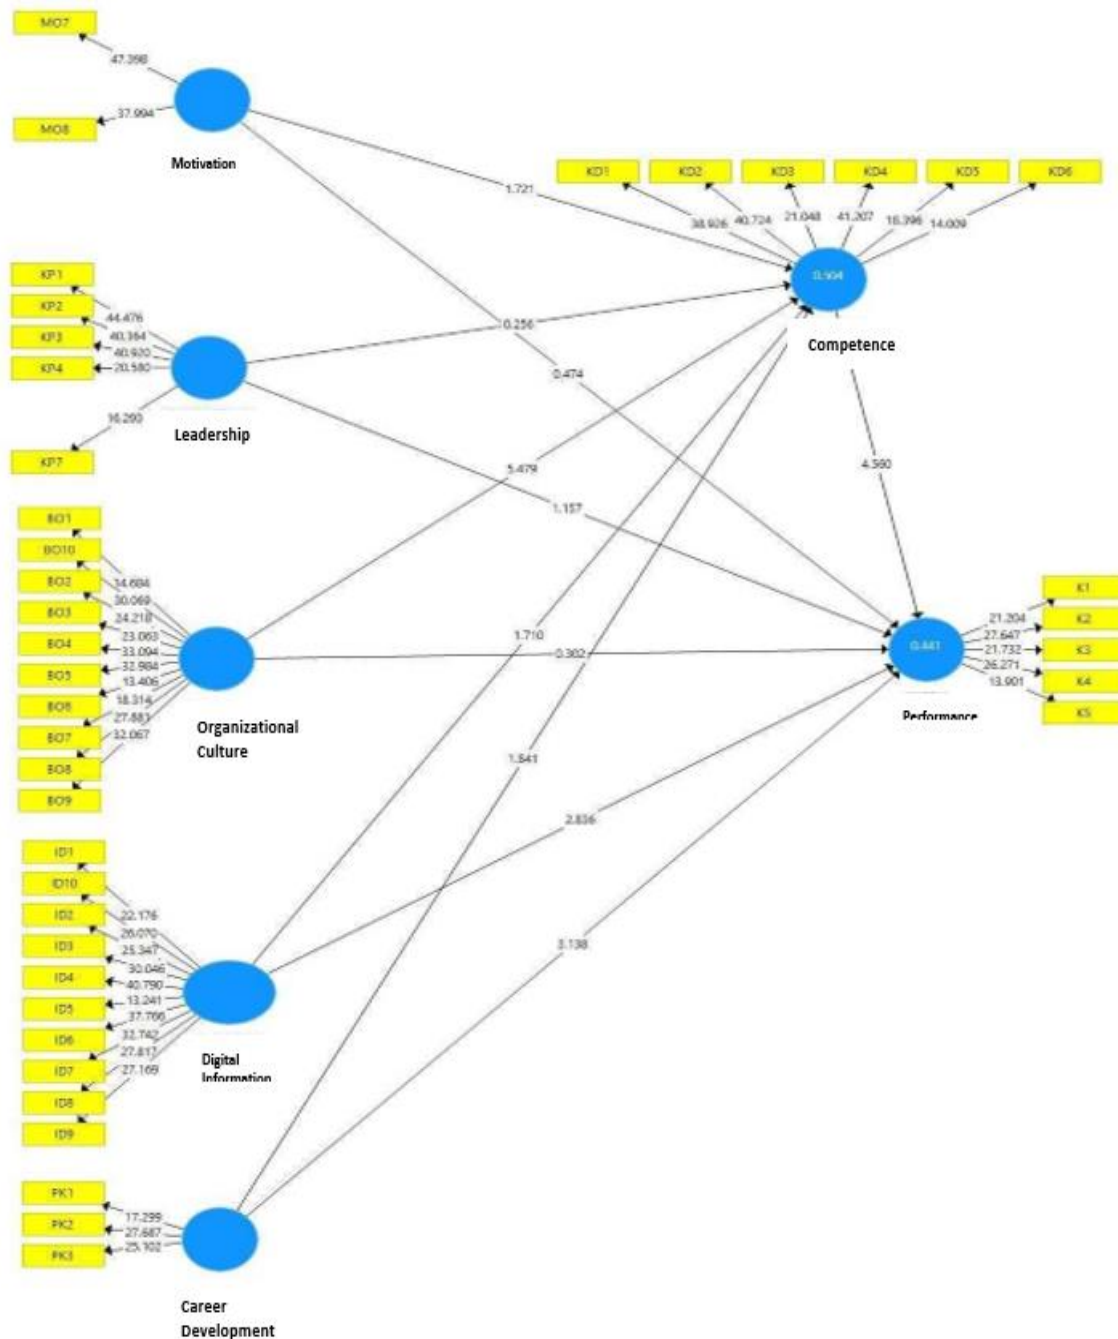 MO7
47.398
37.994
MO8
Motivation
KD1
KD2
KD3
KD4
KD5
KD6
1.721
38.926
40.724
21.048
41.207
16.396
14.009
0.504
Competence
KP1
KP2
KP3
KP4
KP7
44.476
40.364
40.920
20.580
16.293
Leadership
0.256
0.474
5.479
1.157
4.360
BO1
BO10
BO2
BO3
BO4
BO5
BO6
BO7
BO8
BO9
14.684
30.069
24.218
23.063
33.094
32.984
13.406
18.314
27.881
32.067
Organizational
Culture
1.710
0.302
0.441
Performance
K1
K2
K3
K4
K5
21.204
27.647
21.732
26.271
13.901
1.841
2.836
3.138
ID1
ID10
ID2
ID3
ID4
ID5
ID6
ID7
ID8
ID9
22.176
26.070
25.347
30.046
40.790
13.241
37.766
32.742
27.817
27.169
Digital
Information
PK1
PK2
PK3
17.299
27.687
25.102
Career
Development